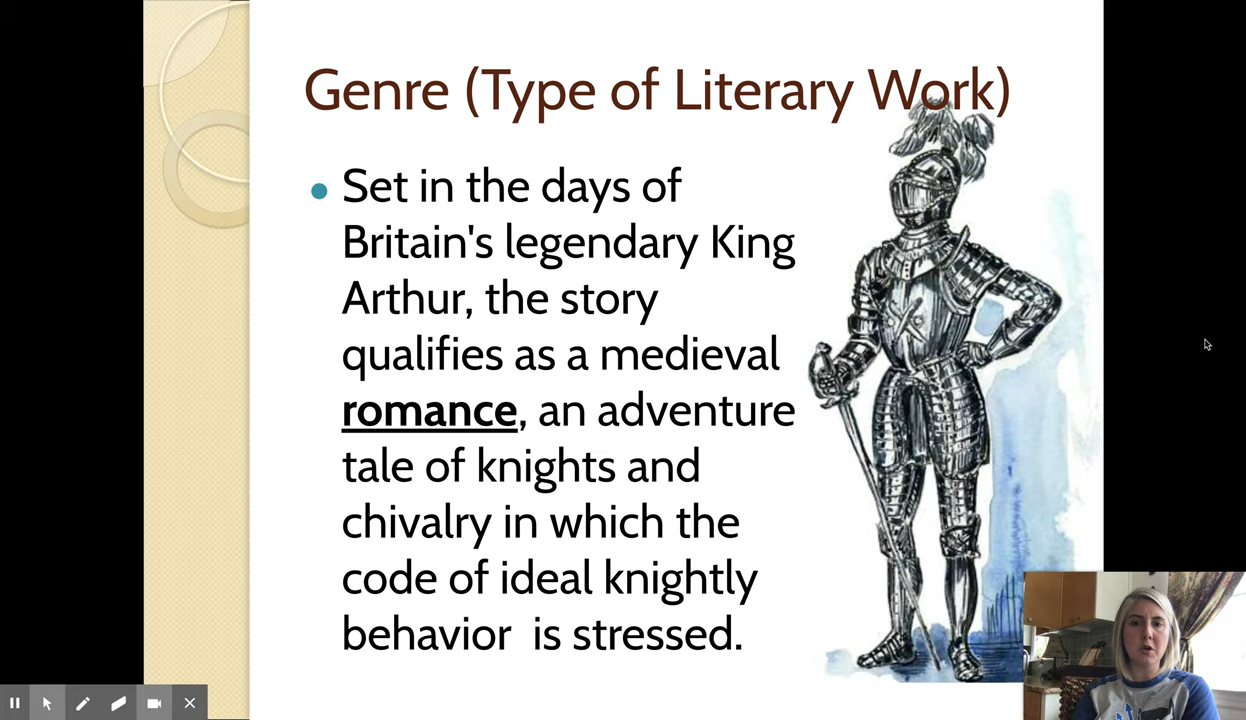 Genre (Type of Literary Work)
Set in the days of
Britain's legendary King
Arthur, the story
qualifies as a medieval
romance, an adventure
tale of knights and
chivalry in which the
code of ideal knightly
behavior is stressed.